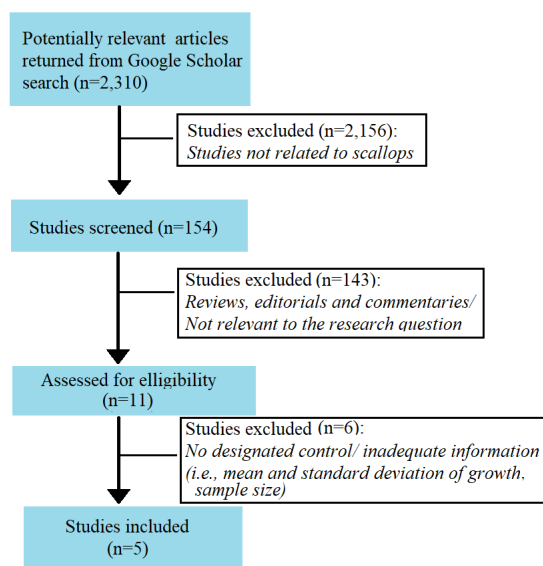 Potentially relevant articles
returned from Google Scholar
search (n=2,310)
Studies excluded (n=2,156):
Studies not related to scallops
Studies screened (n=154)
Studies excluded (n=143):
Reviews, editorials and commentaries/
Not relevant to the research question
Assessed for elligibility
(n=11)
Studies excluded (n=6):
No designated control/ inadequate information
(i.e., mean and standard deviation of growth,
sample size)
Studies included
(n=5)